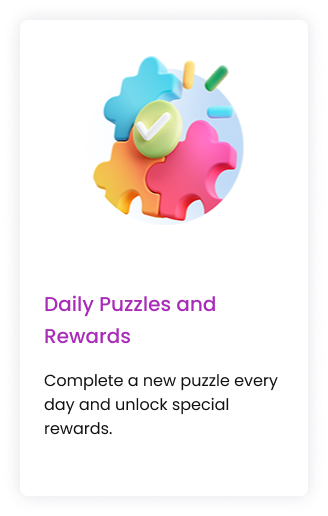 Daily Puzzles and
Rewards
Complete a new puzzle every
day and unlock special
rewards.